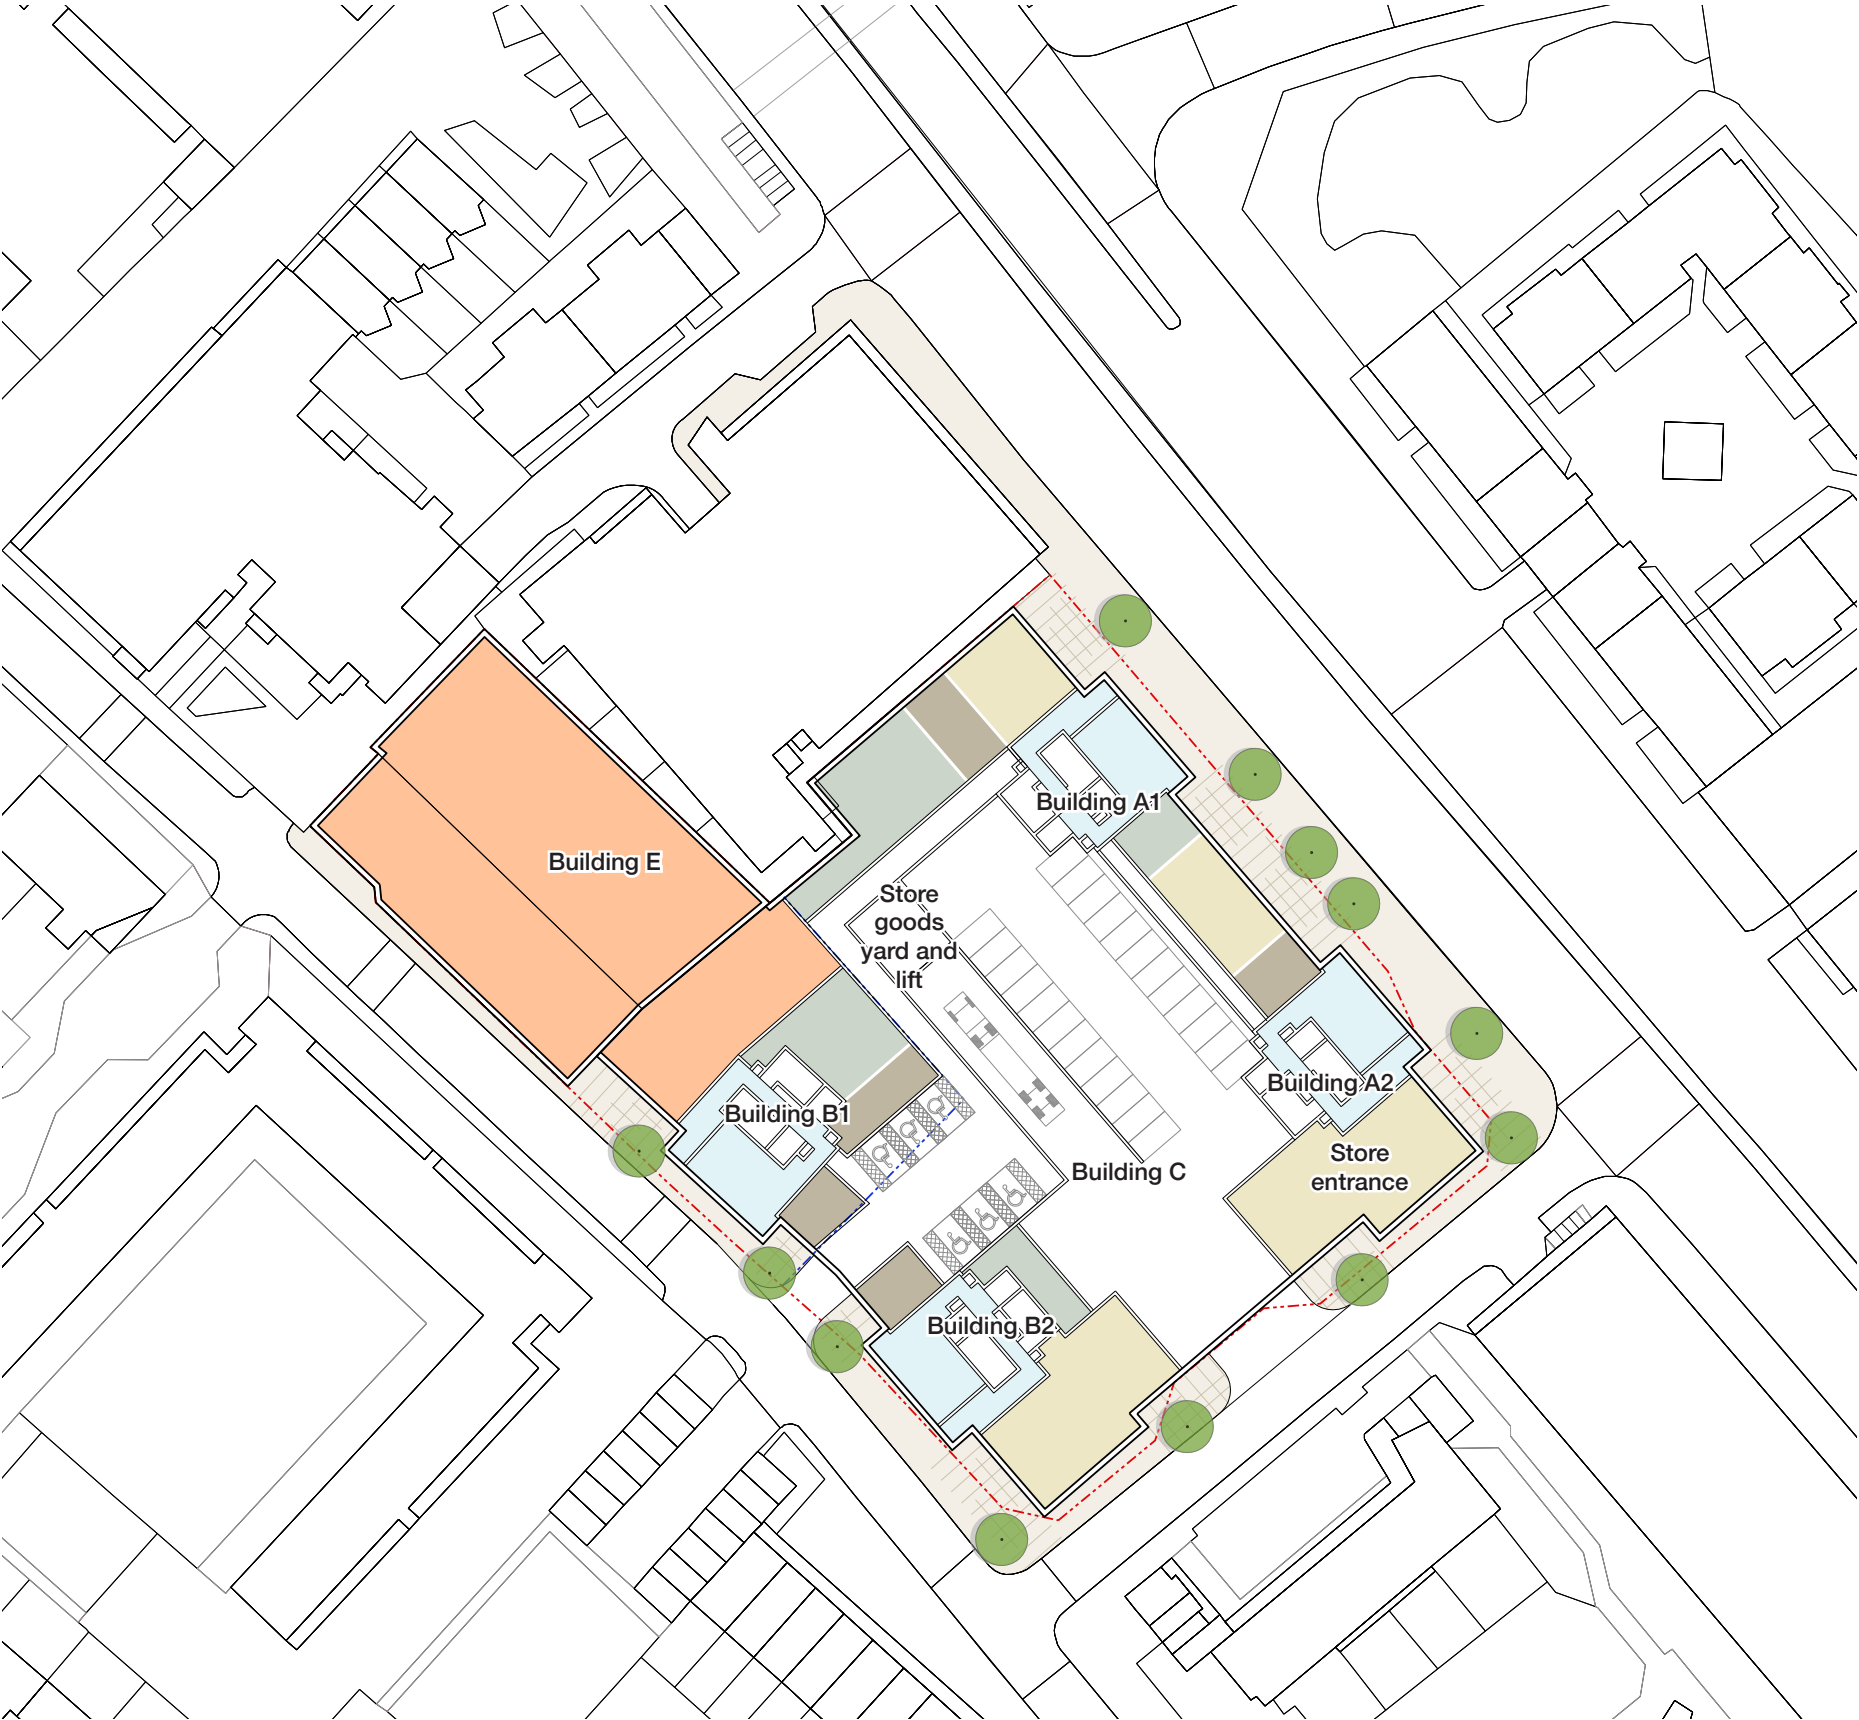 Building A1
Building E
Store
goods
yard and
lift
Building A2
Building B1
Store
entrance
Building C
Building B2